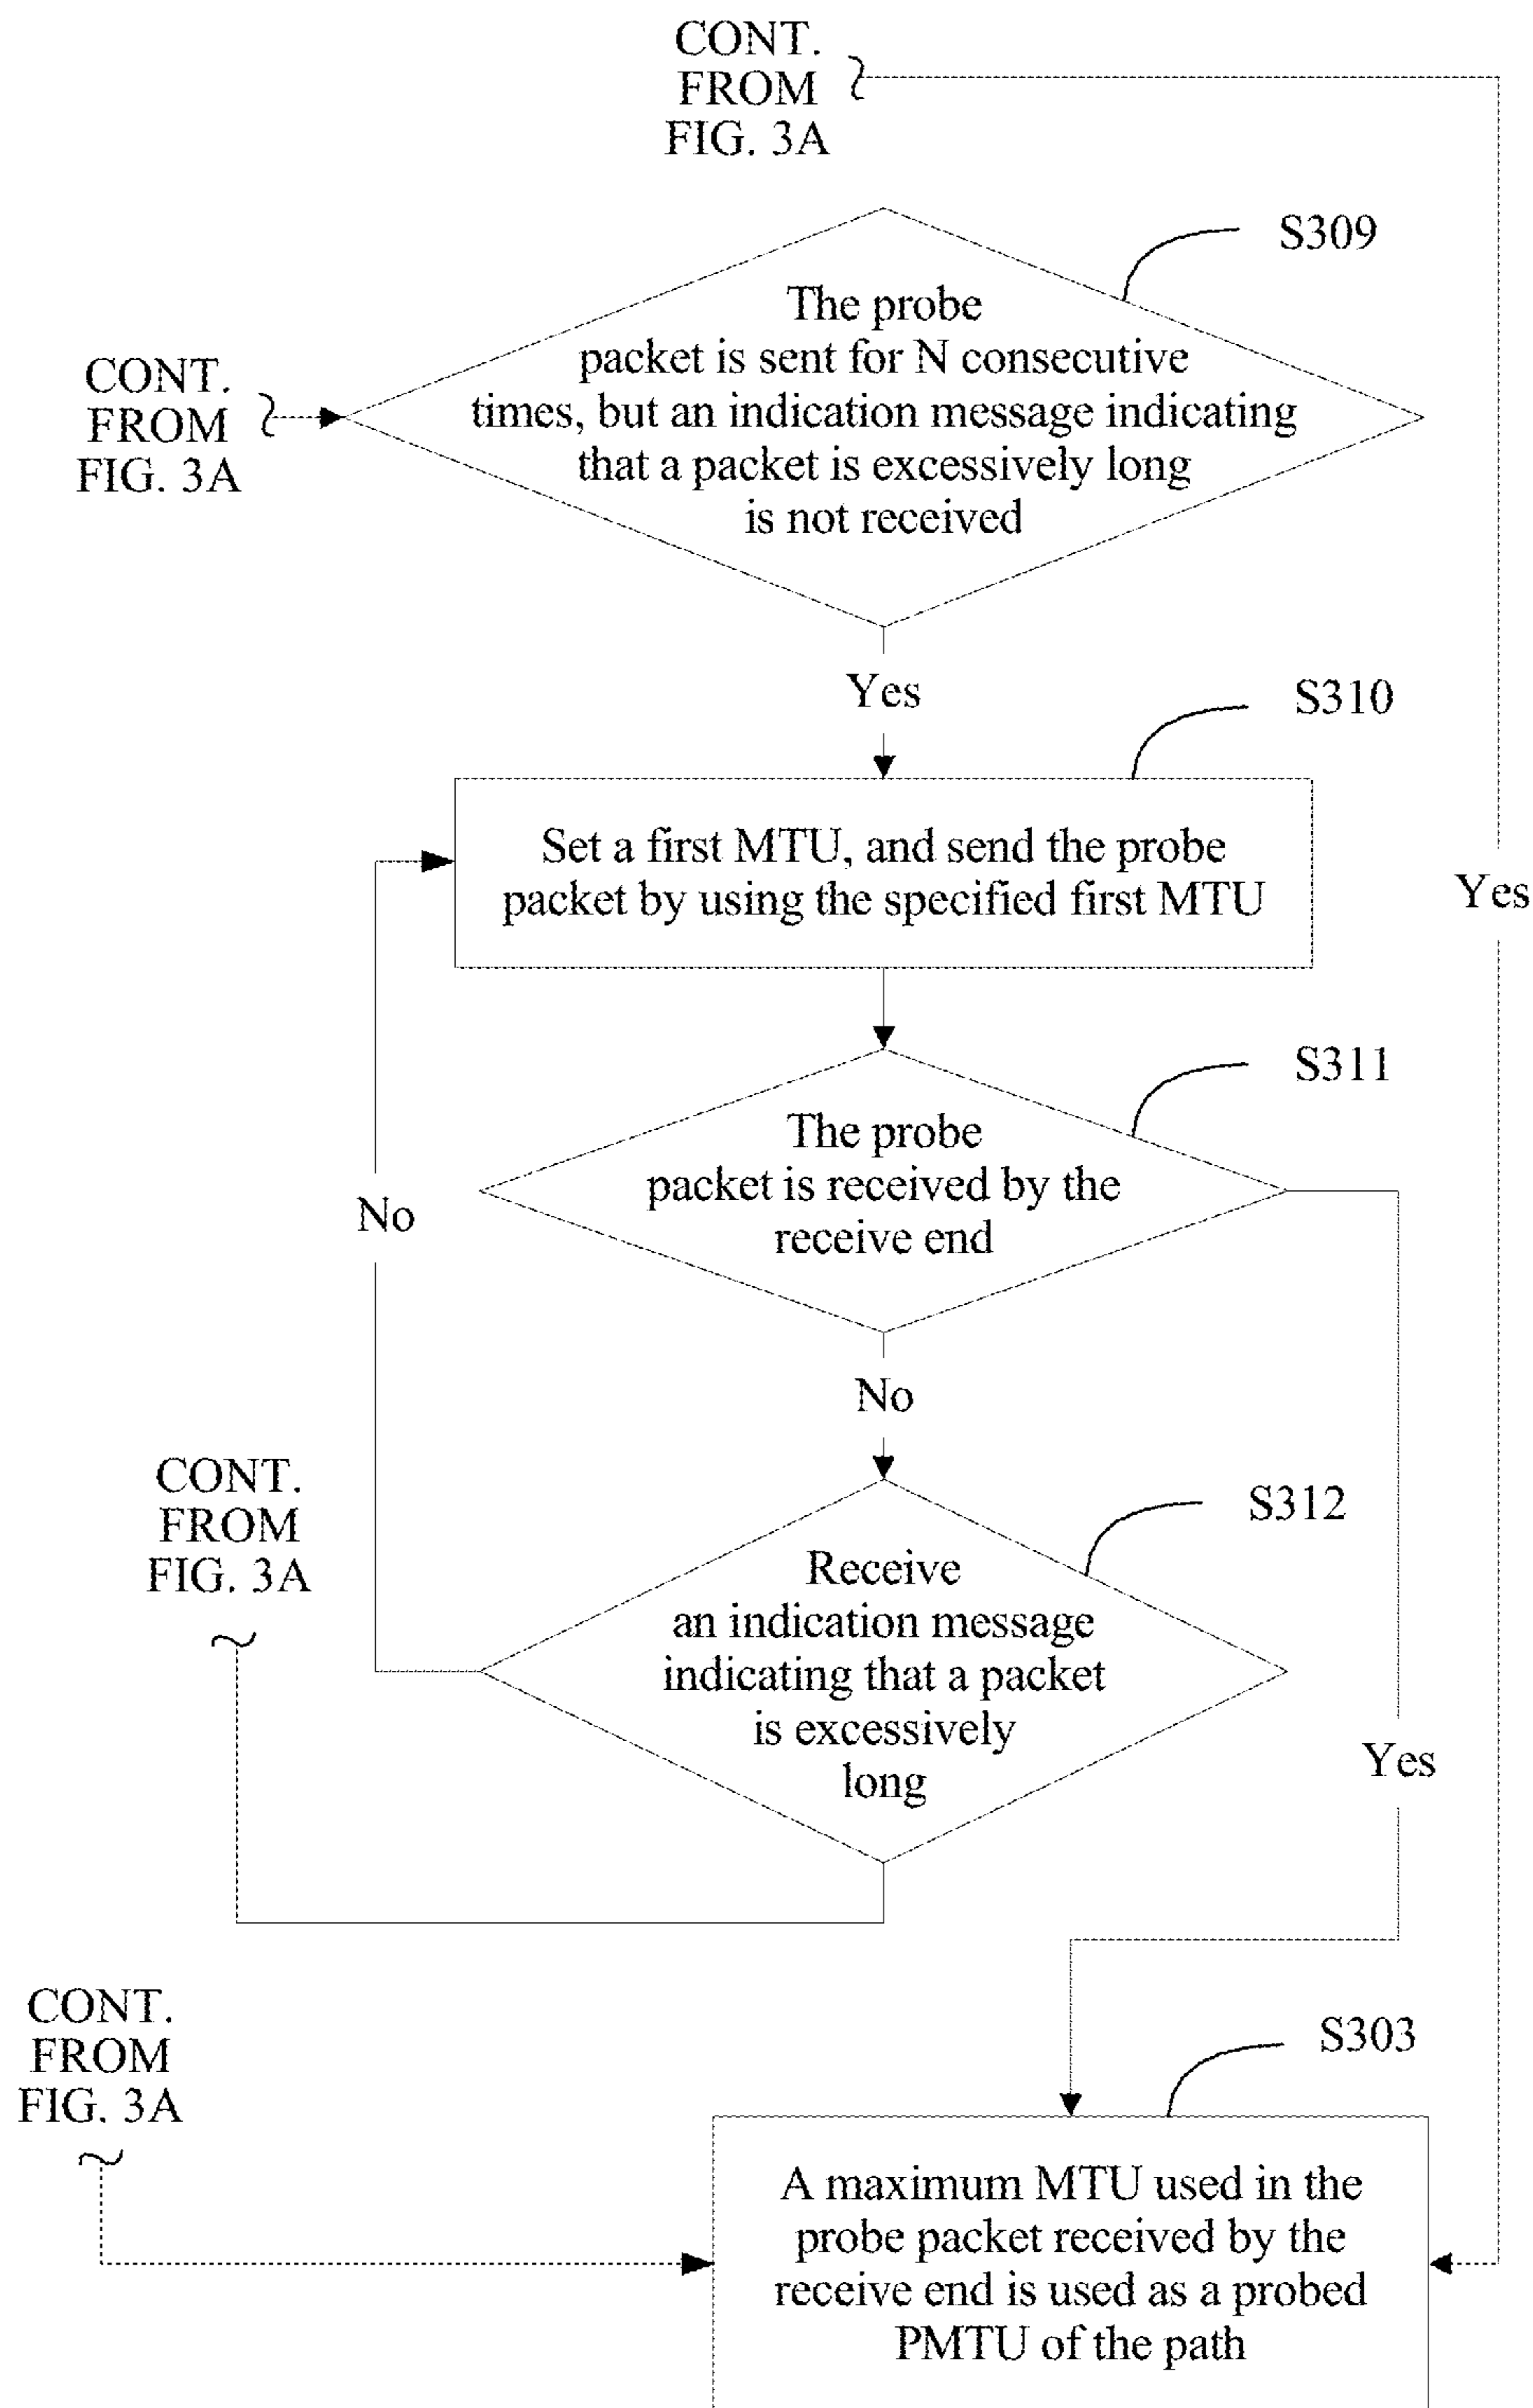 CONT.
FROM
FIG. 3A
S309
The probe
packet is sent for N consecutive
times, but an indication message indicating
that a packet is excessively long
is not received
CONT.
FROM
FIG. 3A
Yes
S310
Set a first MTU, and send the probe
packet by using the specified first MTU
Yes
S311
The probe
packet is received by the
receive end
No
No
CONT.
FROM
FIG. 3A
S312
Receive
an indication message
indicating that a packet
is excessively
long
Yes
CONT.
FROM
FIG. 3A
S303
A maximum MTU used in the
probe packet received by the
receive end is used as a probed
PMTU of the path